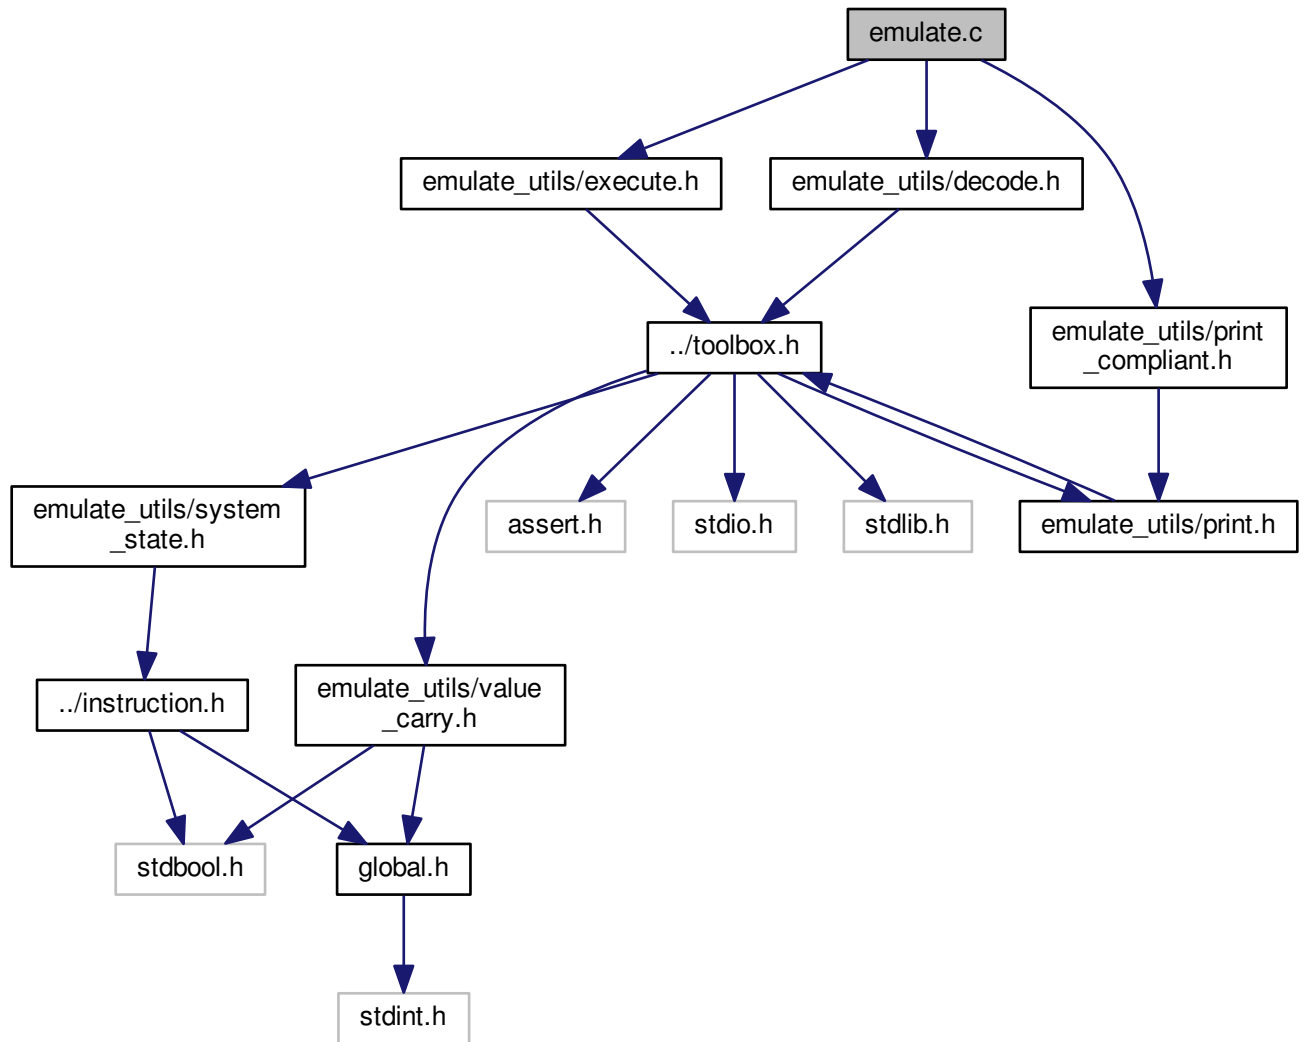 emulate.c
emulate_utils/execute.h
emulate_utils/decode.h
emulate_utils/print
_compliant.h
../toolbox.h
emulate_utils/system
_state.h
assert.h
stdio.h
stdlib.h
emulate_utils/print.h
../instruction.h
emulate_utils/value
_carry.h
stdbool.h
global.h
stdint.h